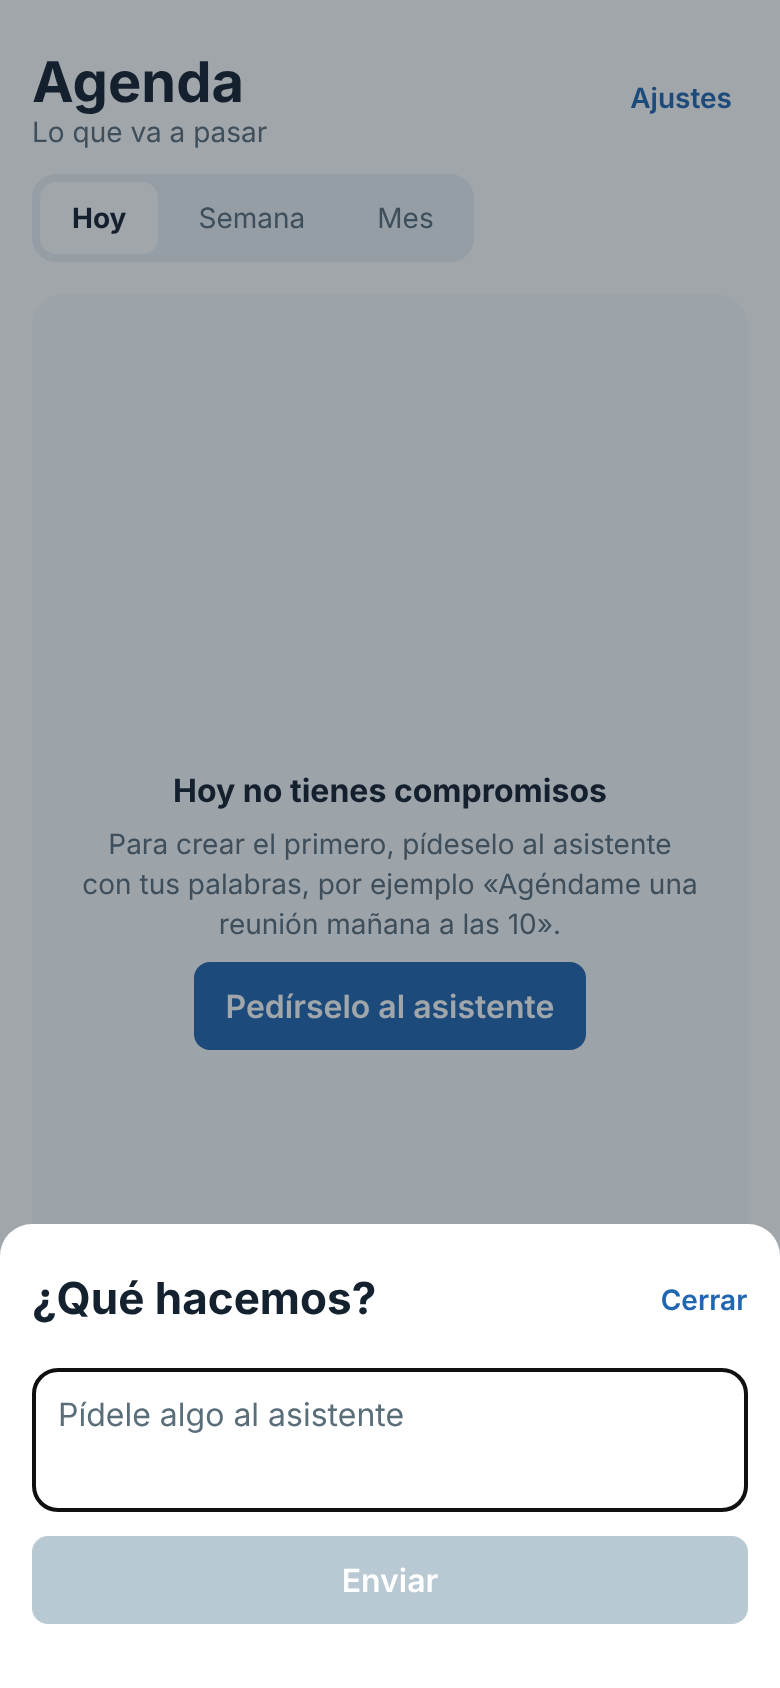 Agenda
Ajustes
Lo que va a pasar
Hoy
Semana
Mes
Hoy no tienes compromisos
Para crear el primero, pídeselo al asistente
con tus palabras, por ejemplo «Agéndame una
reunión mañana a las 10».
Pedírselo al asistente
¿Qué hacemos?
Cerrar
Pídele algo al asistente
Enviar